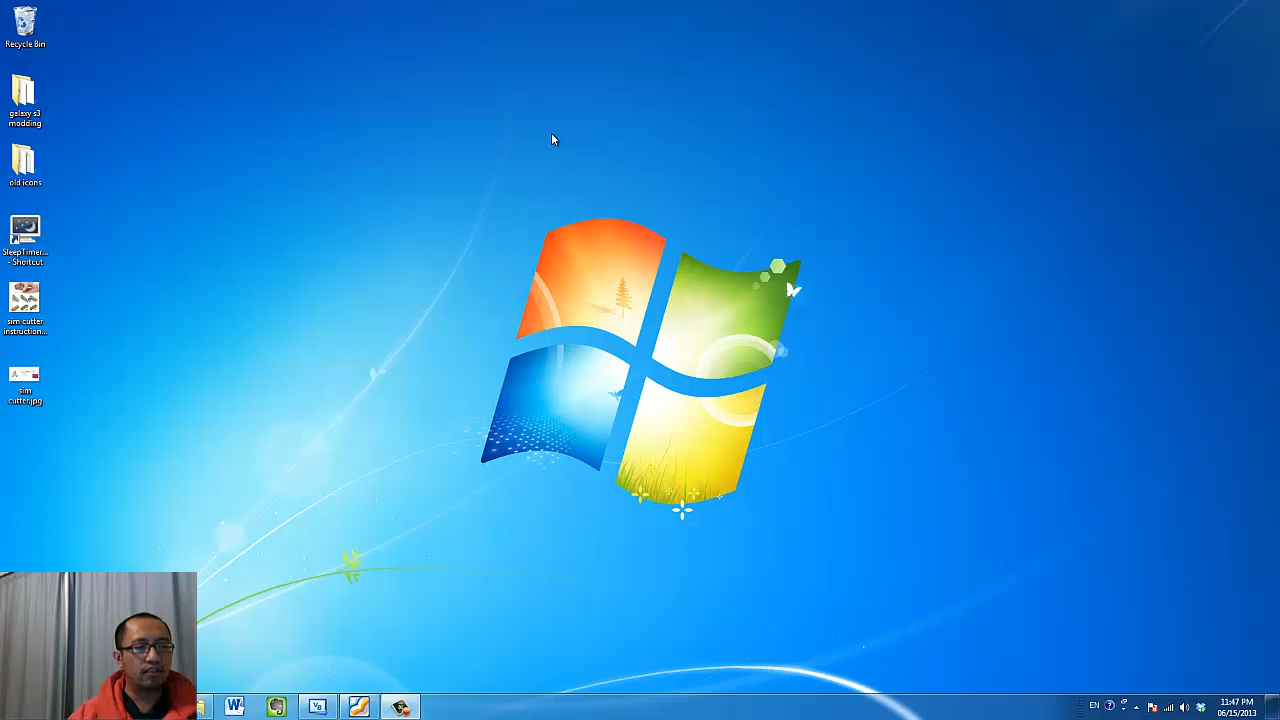 Recycle Bin
galaxy s3
modding
old icons
SleepTimer...
- Shortcut
sim cutter
instruction...
sim
cutter.jpg
EN
11:47 PM
06/15/2013